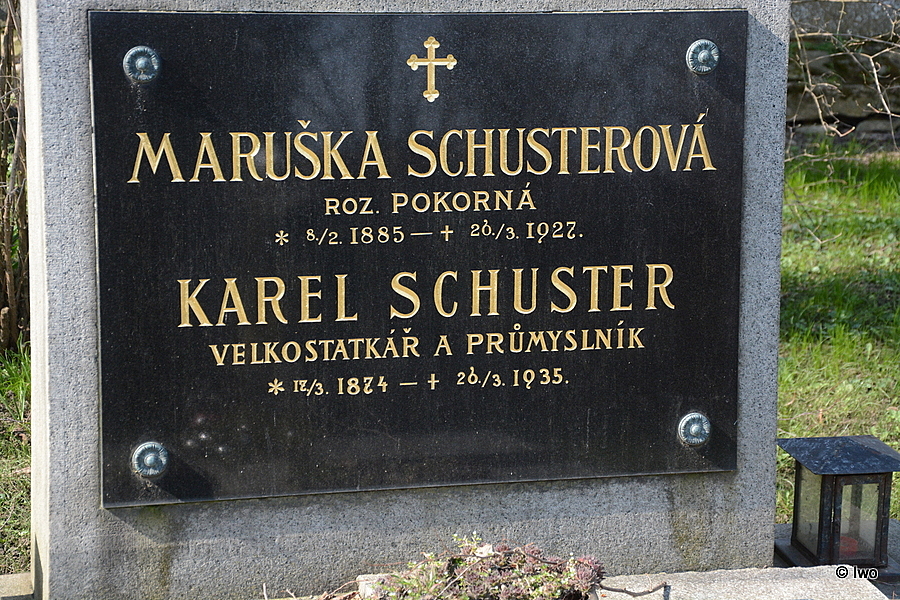 MARUŠKA SCHUSTEROVÁ
ROZ. POKORNÁ
* 8./2. 1885 — ✝ 26./3. 1927.
KAREL SCHUSTER
VELKOSTATKÁŘ A PRŮMYSLNÍK
* 17./3. 1874 — ✝ 26./3. 1935.
© Iwo